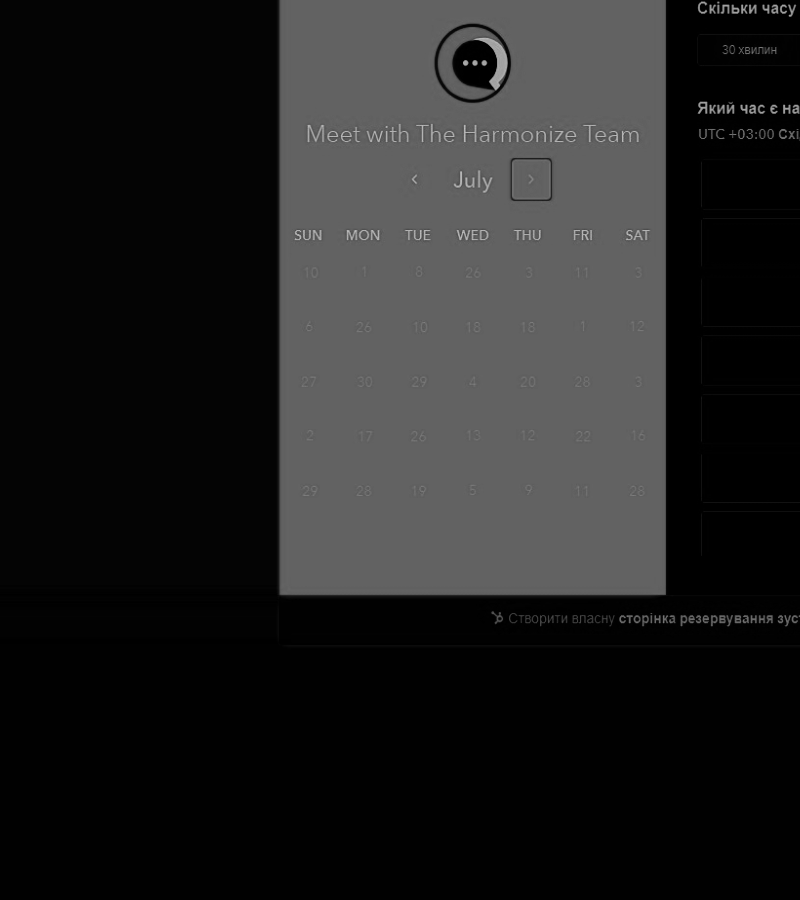 Meet with The Harmonize Team
July
SUN MON TUE WED THU FRI SAT
10 1 8 26 3 11 3
6 26 10 18 18 1 12
27 30 29 4 20 28 3
2 17 26 13 12 22 16
29 28 19 5 9 11 28
Скільки часу
30 хвилин
Який час є на
UTC +03:00 Схі
Створити власну сторінка резервування зус